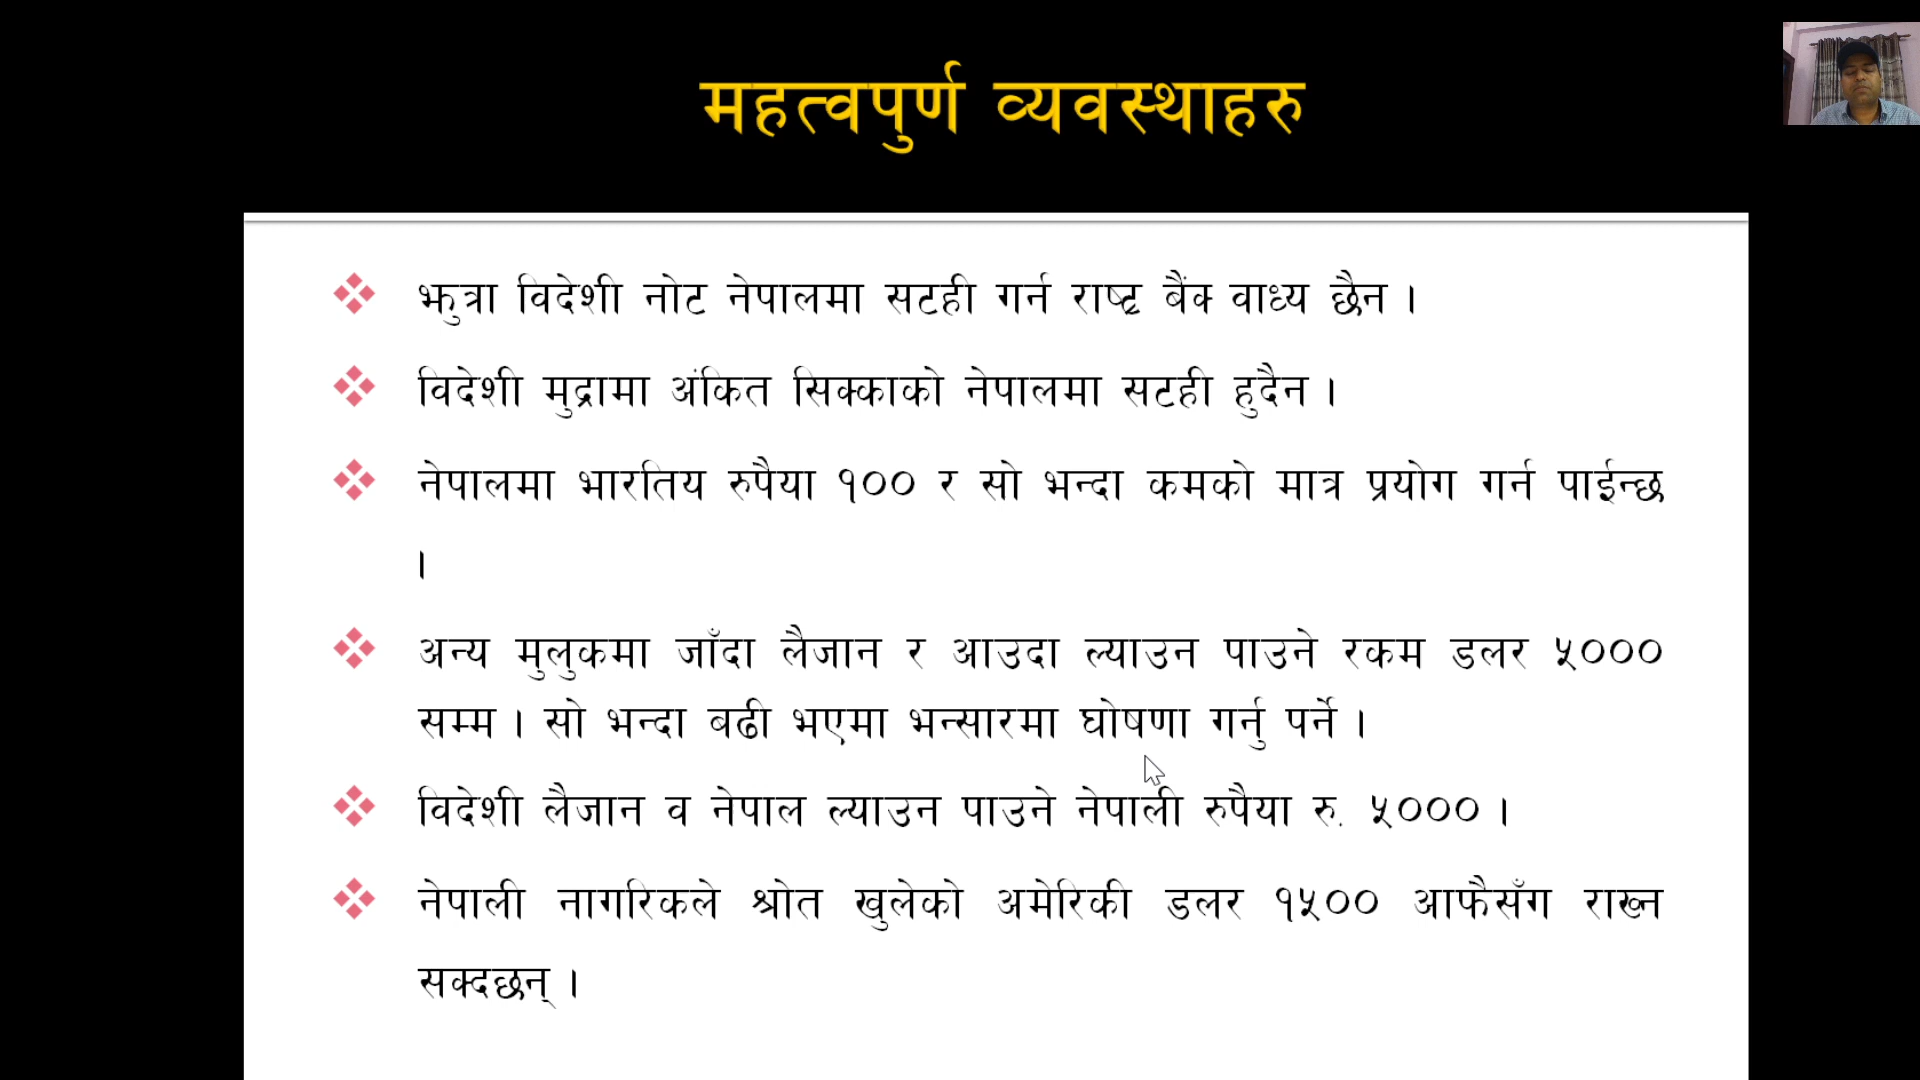 महत्वपुर्ण व्यवस्थाहरु
झुत्रा विदेशी नोट नेपालमा सटही गर्न राष्ट्र बैंक वाध्य छैन ।
विदेशी मुद्रामा अंकित सिक्काको नेपालमा सटही हुदैन ।
नेपालमा भारतिय रुपैया १०० र सो भन्दा कमको मात्र प्रयोग गर्न पाईन्छ
।
अन्य मुलुकमा जाँदा लैजान र आउदा ल्याउन पाउने रकम डलर ५०००
सम्म । सो भन्दा बढी भएमा भन्सारमा घोषणा गर्नु पर्ने ।
विदेशी लैजान व नेपाल ल्याउन पाउने नेपाली रुपैया रु. ५००० ।
नेपाली नागरिकले श्रोत खुलेको अमेरिकी डलर १५०० आफैसँग राख्न
सक्दछन् ।